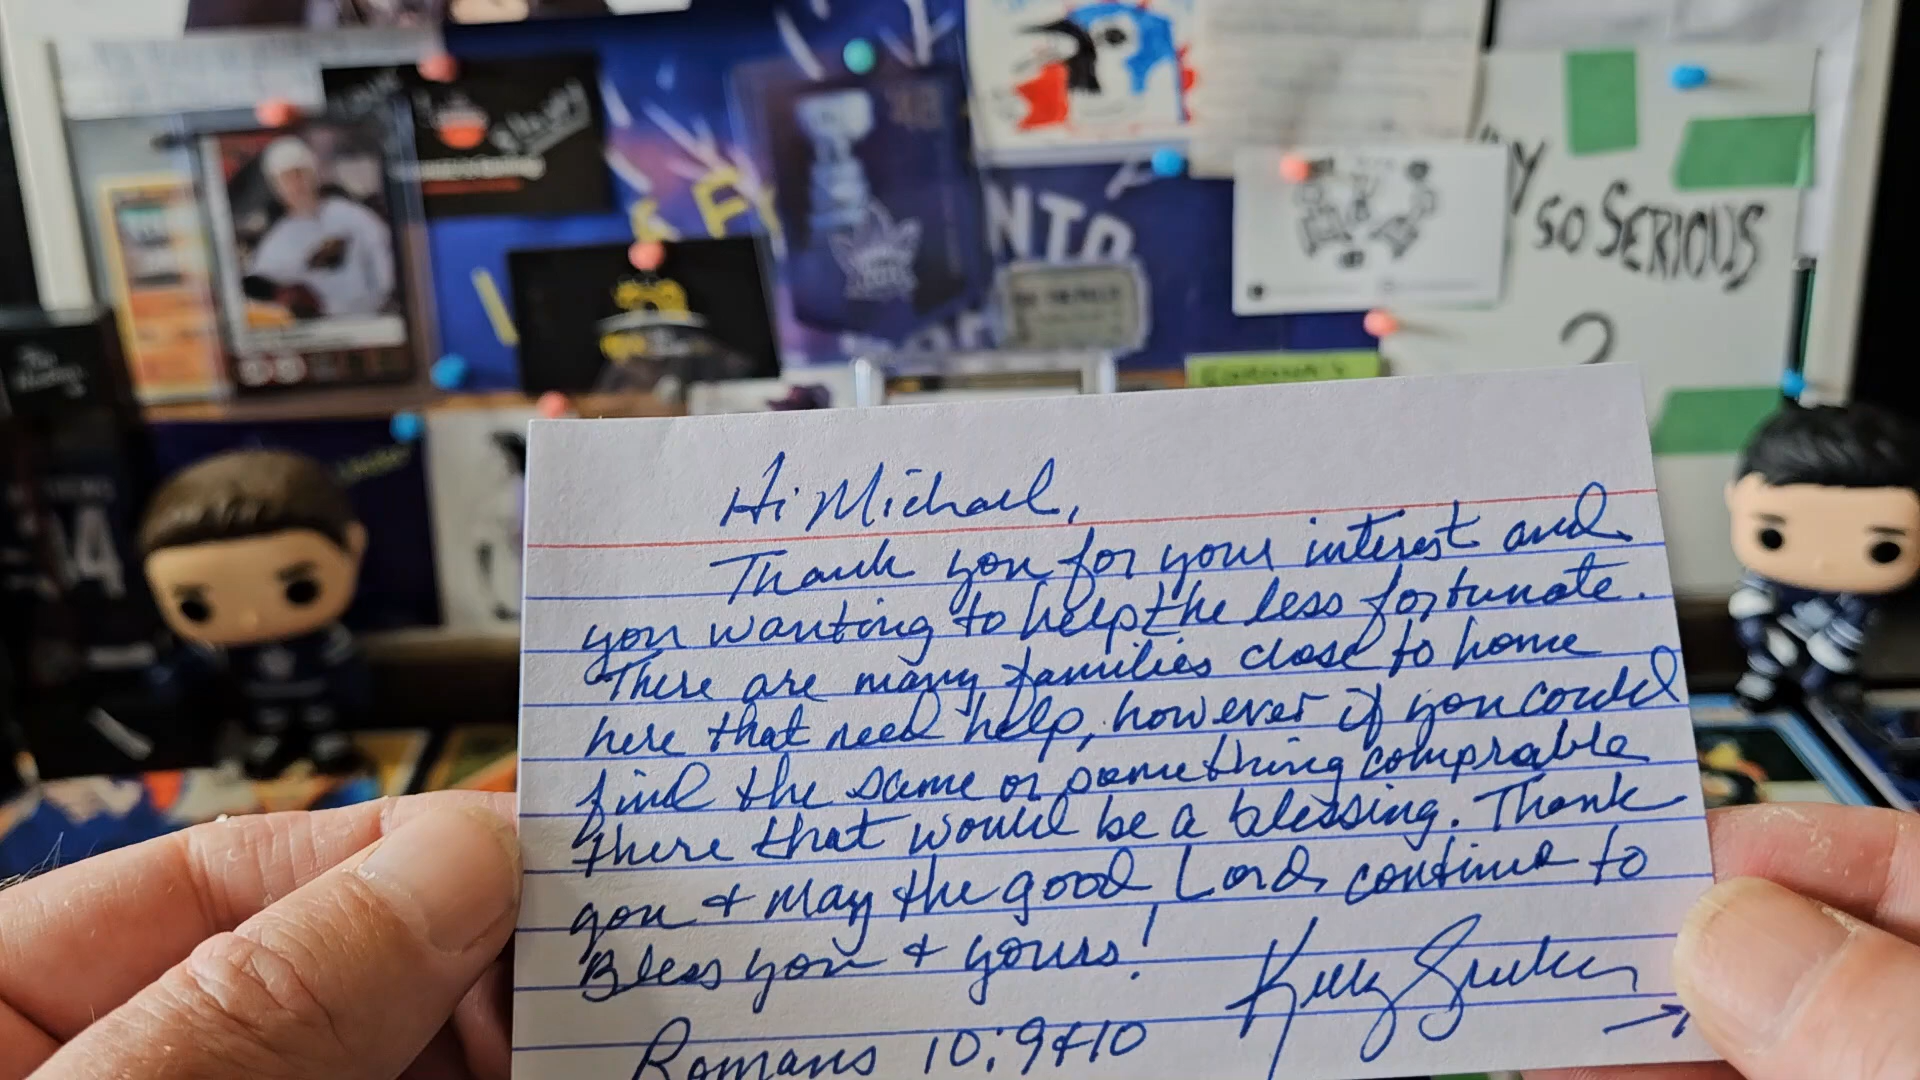 WHY
SO SERIOUS
?
44
Hi Michael,
Thank you for your interest and
you wanting to help the less fortunate.
There are many families close to home
here that need help, however if you could
find the same or something comprable
there that would be a blessing. Thank
you + may the good Lord continue to
Bless you + yours!
Kelly
Romans 10:9+10